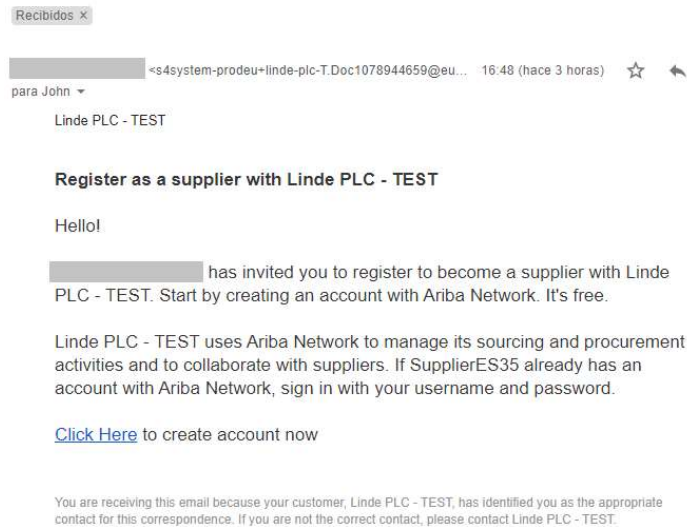 Recibidos ×
<s4system-prodeu+linde-plc-T.Doc1078944659@eu... 16:48 (hace 3 horas)
para John
Linde PLC - TEST
Register as a supplier with Linde PLC - TEST
Hello!
has invited you to register to become a supplier with Linde
PLC - TEST. Start by creating an account with Ariba Network. It's free.
Linde PLC - TEST uses Ariba Network to manage its sourcing and procurement
activities and to collaborate with suppliers. If SupplierES35 already has an
account with Ariba Network, sign in with your username and password.
Click Here to create account now
You are receiving this email because your customer, Linde PLC - TEST, has identified you as the appropriate
contact for this correspondence. If you are not the correct contact, please contact Linde PLC - TEST.